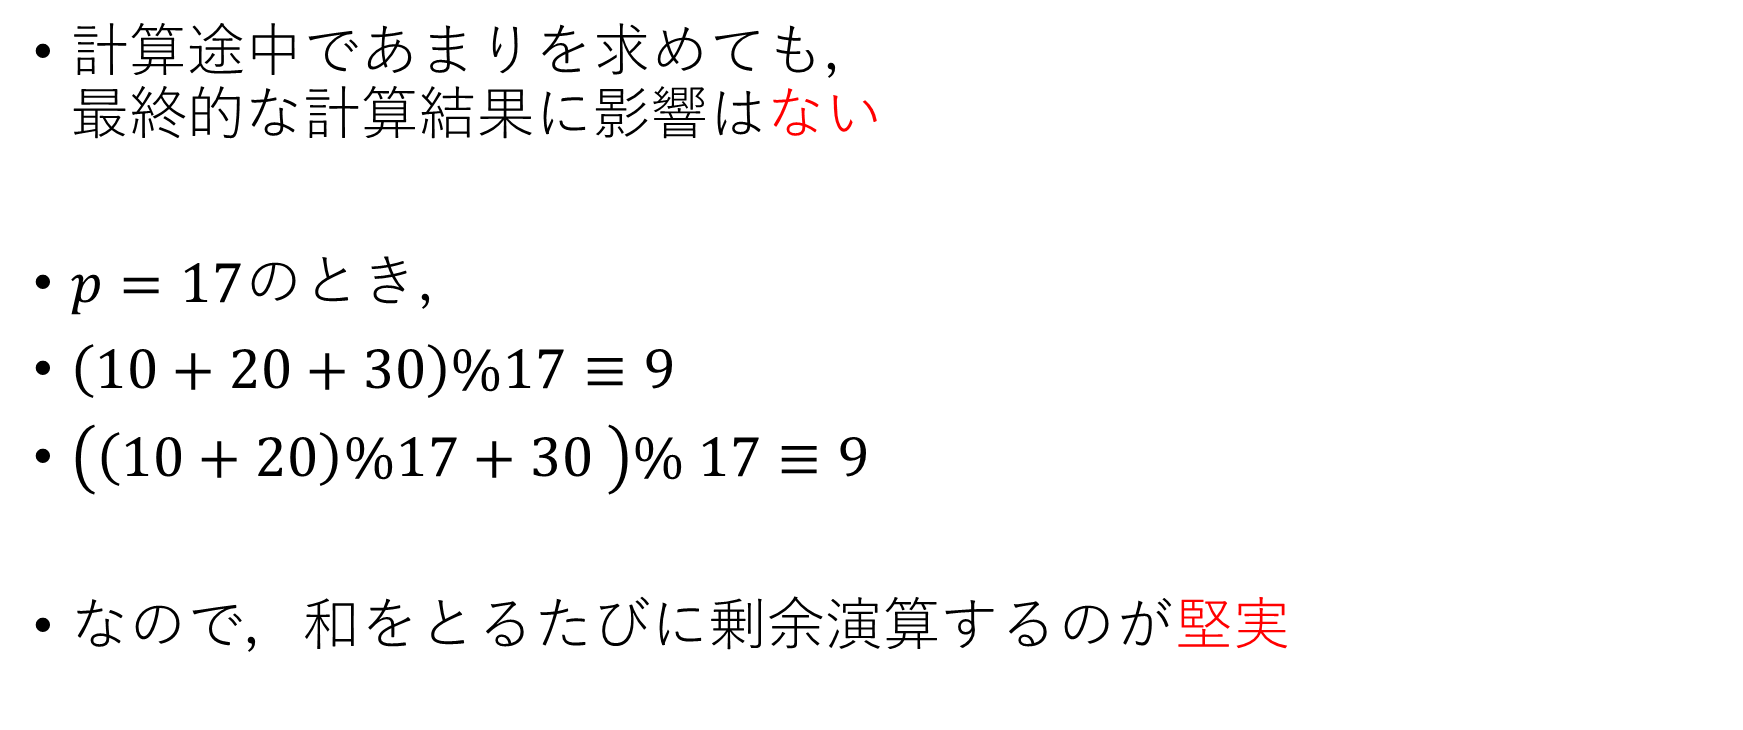 • 計算途中であまりを求めても，
最終的な計算結果に影響はない
• p = 17のとき，
• (10 + 20 + 30)%17 ≡ 9
• ((10 + 20)%17 + 30 )% 17 ≡ 9
• なので，和をとるたびに剰余演算するのが堅実